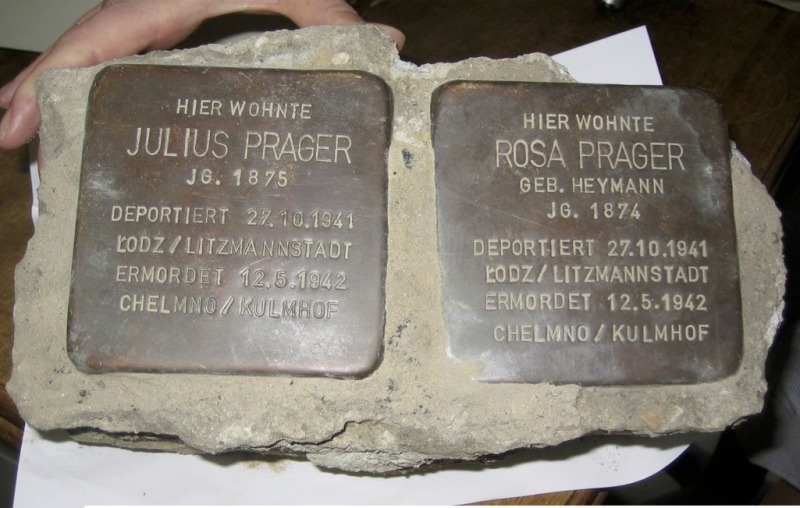 HIER WOHNTE
JULIUS PRAGER
JG. 1875
DEPORTIERT 27.10.1941
ŁODZ/LITZMANNSTADT
ERMORDET 12.5.1942
CHELMNO/KULMHOF
HIER WOHNTE
ROSA PRAGER
GEB. HEYMANN
JG. 1874
DEPORTIERT 27.10.1941
ŁODZ/LITZMANNSTADT
ERMORDET 12.5.1942
CHELMNO/KULMHOF